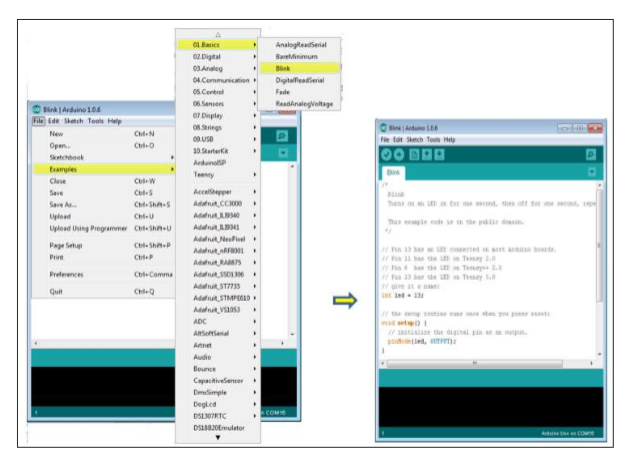 01.Basics
02.Digital
03.Analog
04.Communication
05.Control
06.Sensors
07.Display
08.Strings
09.USB
10.StarterKit
ArduinoISP
Teensy
AccelStepper
Adafruit_CC3000
Adafruit_ILI9340
Adafruit_ILI9341
Adafruit_NeoPixel
Adafruit_nRF8001
Adafruit_RA8875
Adafruit_SSD1306
Adafruit_ST7735
Adafruit_STMPE610
Adafruit_VS1053
ADC
AltSoftSerial
Artnet
Audio
Bounce
CapacitiveSensor
DmxSimple
DogLcd
DS1307RTC
DS18B20Emulator
AnalogReadSerial
BareMinimum
Blink
DigitalReadSerial
Fade
ReadAnalogVoltage
Blink | Arduino 1.0.6
File Edit Sketch Tools Help
New Ctrl+N
Open... Ctrl+O
Sketchbook
Examples
Close Ctrl+W
Save Ctrl+S
Save As... Ctrl+Shift+S
Upload Ctrl+U
Upload Using Programmer Ctrl+Shift+U
Page Setup Ctrl+Shift+P
Print Ctrl+P
Preferences Ctrl+Comma
Quit Ctrl+Q
1
COM16
Blink | Arduino 1.0.6
File Edit Sketch Tools Help
Blink
/*
Blink
Turns on an LED on for one second, then off for one second, repe
This example code is in the public domain.
*/
// Pin 13 has an LED connected on most Arduino boards.
// Pin 11 has the LED on Teensy 2.0
// Pin 6 has the LED on Teensy++ 2.0
// Pin 13 has the LED on Teensy 3.0
// give it a name:
int led = 13;
// the setup routine runs once when you press reset:
void setup() {
// initialize the digital pin as an output.
pinMode(led, OUTPUT);
}
1
Arduino Uno on COM16